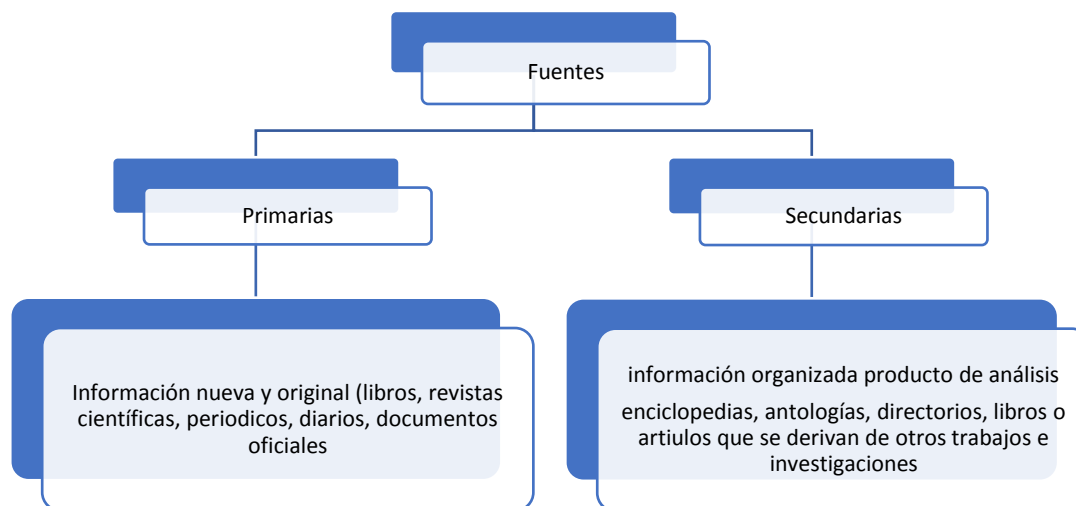 Fuentes
Primarias
Secundarias
Información nueva y original (libros, revistas
científicas, periodicos, diarios, documentos
oficiales
información organizada producto de análisis
enciclopedias, antologías, directorios, libros o
artiulos que se derivan de otros trabajos e
investigaciones